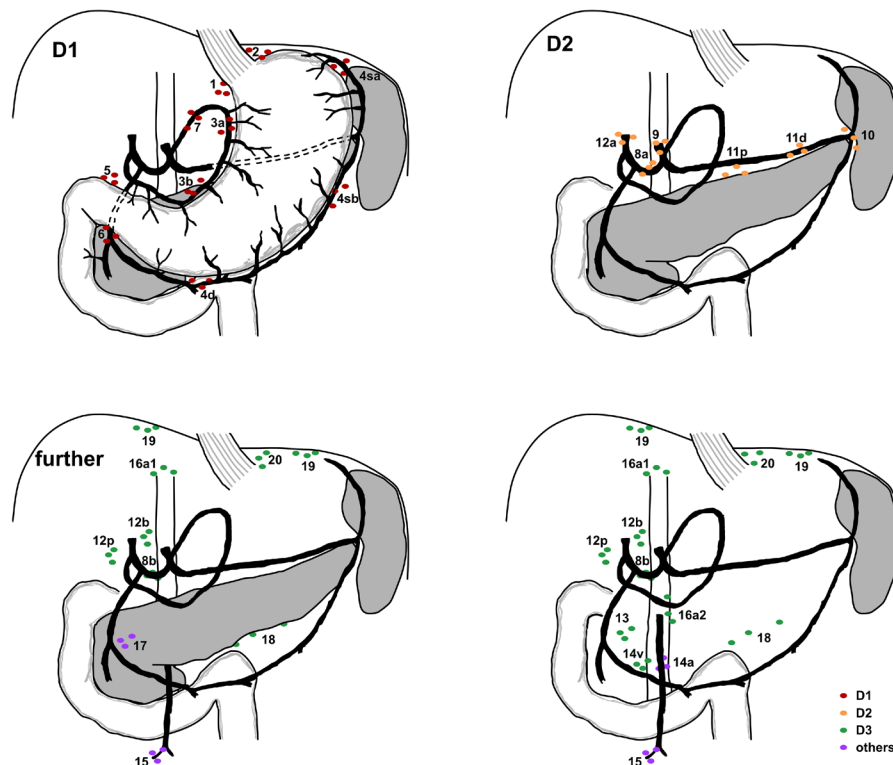 D1
2
4sa
1
7
3a
5
3b
4sb
6
4d
D2
12a
9
8a
11p
11d
10
further
19
20
19
16a1
12b
12p
8b
17
18
15
19
20
19
16a1
12b
12p
8b
16a2
13
18
14v
14a
15
D1
D2
D3
others